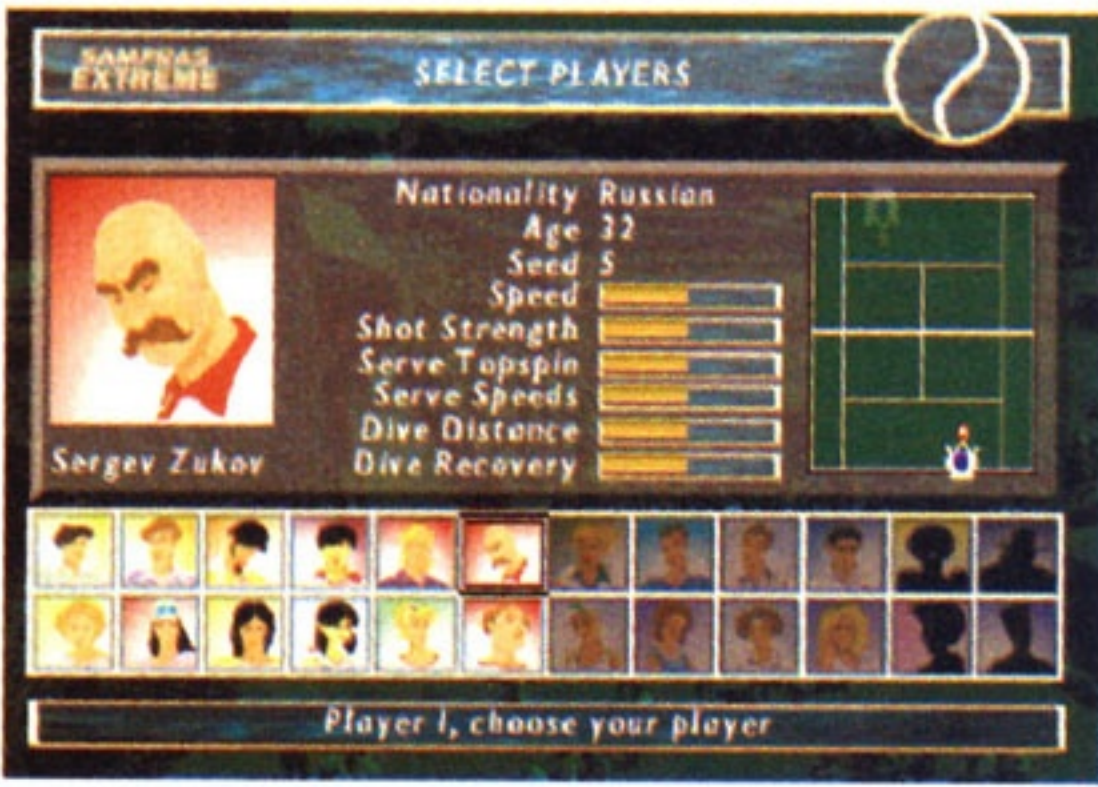 SAMPRAS
EXTREME
SELECT PLAYERS
Nationality Russian
Age 32
Seed 5
Speed
Shot Strength
Serve Topspin
Serve Speeds
Dive Distance
Dive Recovery
Sergev Zukov
Player 1, choose your player